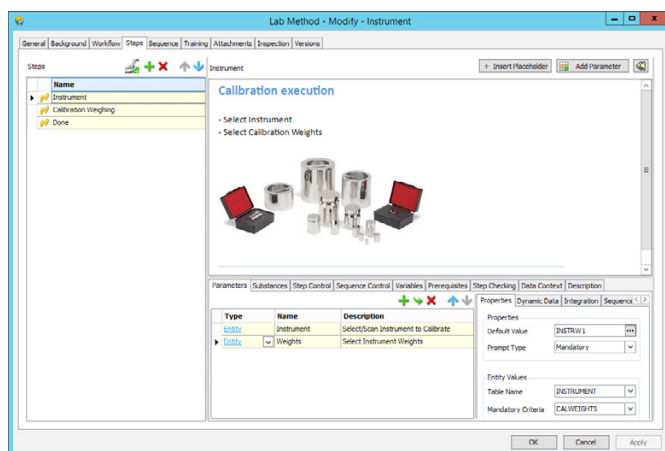 Lab Method - Modify - Instrument
General Background Workflow Steps Sequence Training Attachments Inspection Versions
Steps
Name
Instrument
Calibration Weighing
Done
Instrument
+ Insert Placeholder
Add Parameter
Calibration execution
- Select Instrument
- Select Calibration Weights
Parameters Substances Step Control Sequence Control Variables Prerequisites Step Checking Data Context Description
Type Name Description
Entity Instrument Select/Scan Instrument to Calibrate
Entity Weights Select Instrument Weights
Properties Dynamic Data Integration Sequenc
Properties
Default Value INSTRW1
Prompt Type Mandatory
Entity Values
Table Name INSTRUMENT
Mandatory Criteria CALWEIGHTS
OK Cancel Apply